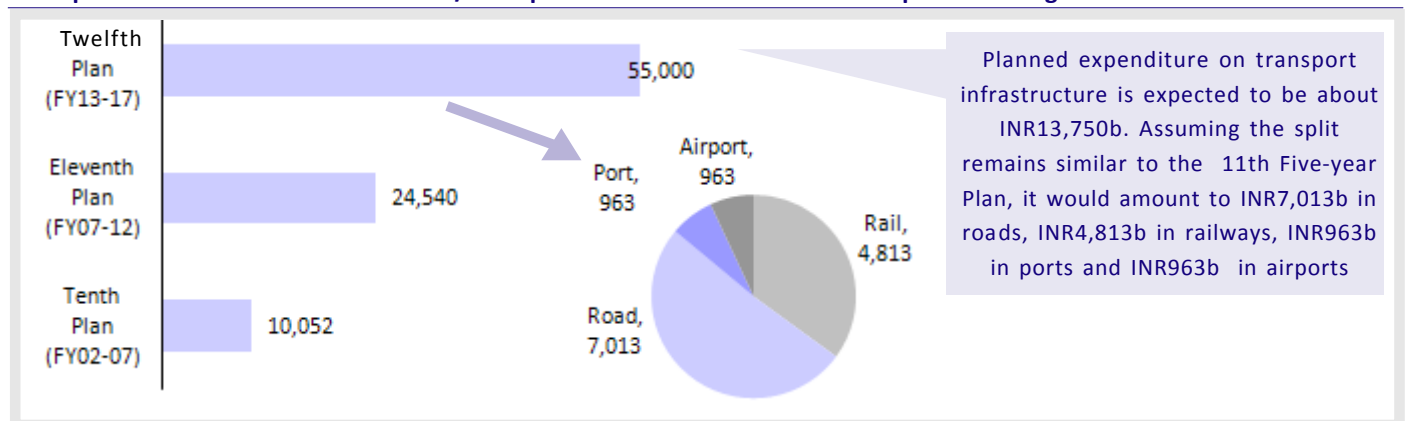 Twelfth
Plan
(FY13-17)
55,000
Eleventh
Plan
(FY07-12)
24,540
Tenth
Plan
(FY02-07)
10,052
Port,
963
Airport,
963
Rail,
4,813
Road,
7,013
Planned expenditure on transport
infrastructure is expected to be about
INR13,750b. Assuming the split
remains similar to the 11th Five-year
Plan, it would amount to INR7,013b in
roads, INR4,813b in railways, INR963b
in ports and INR963b in airports